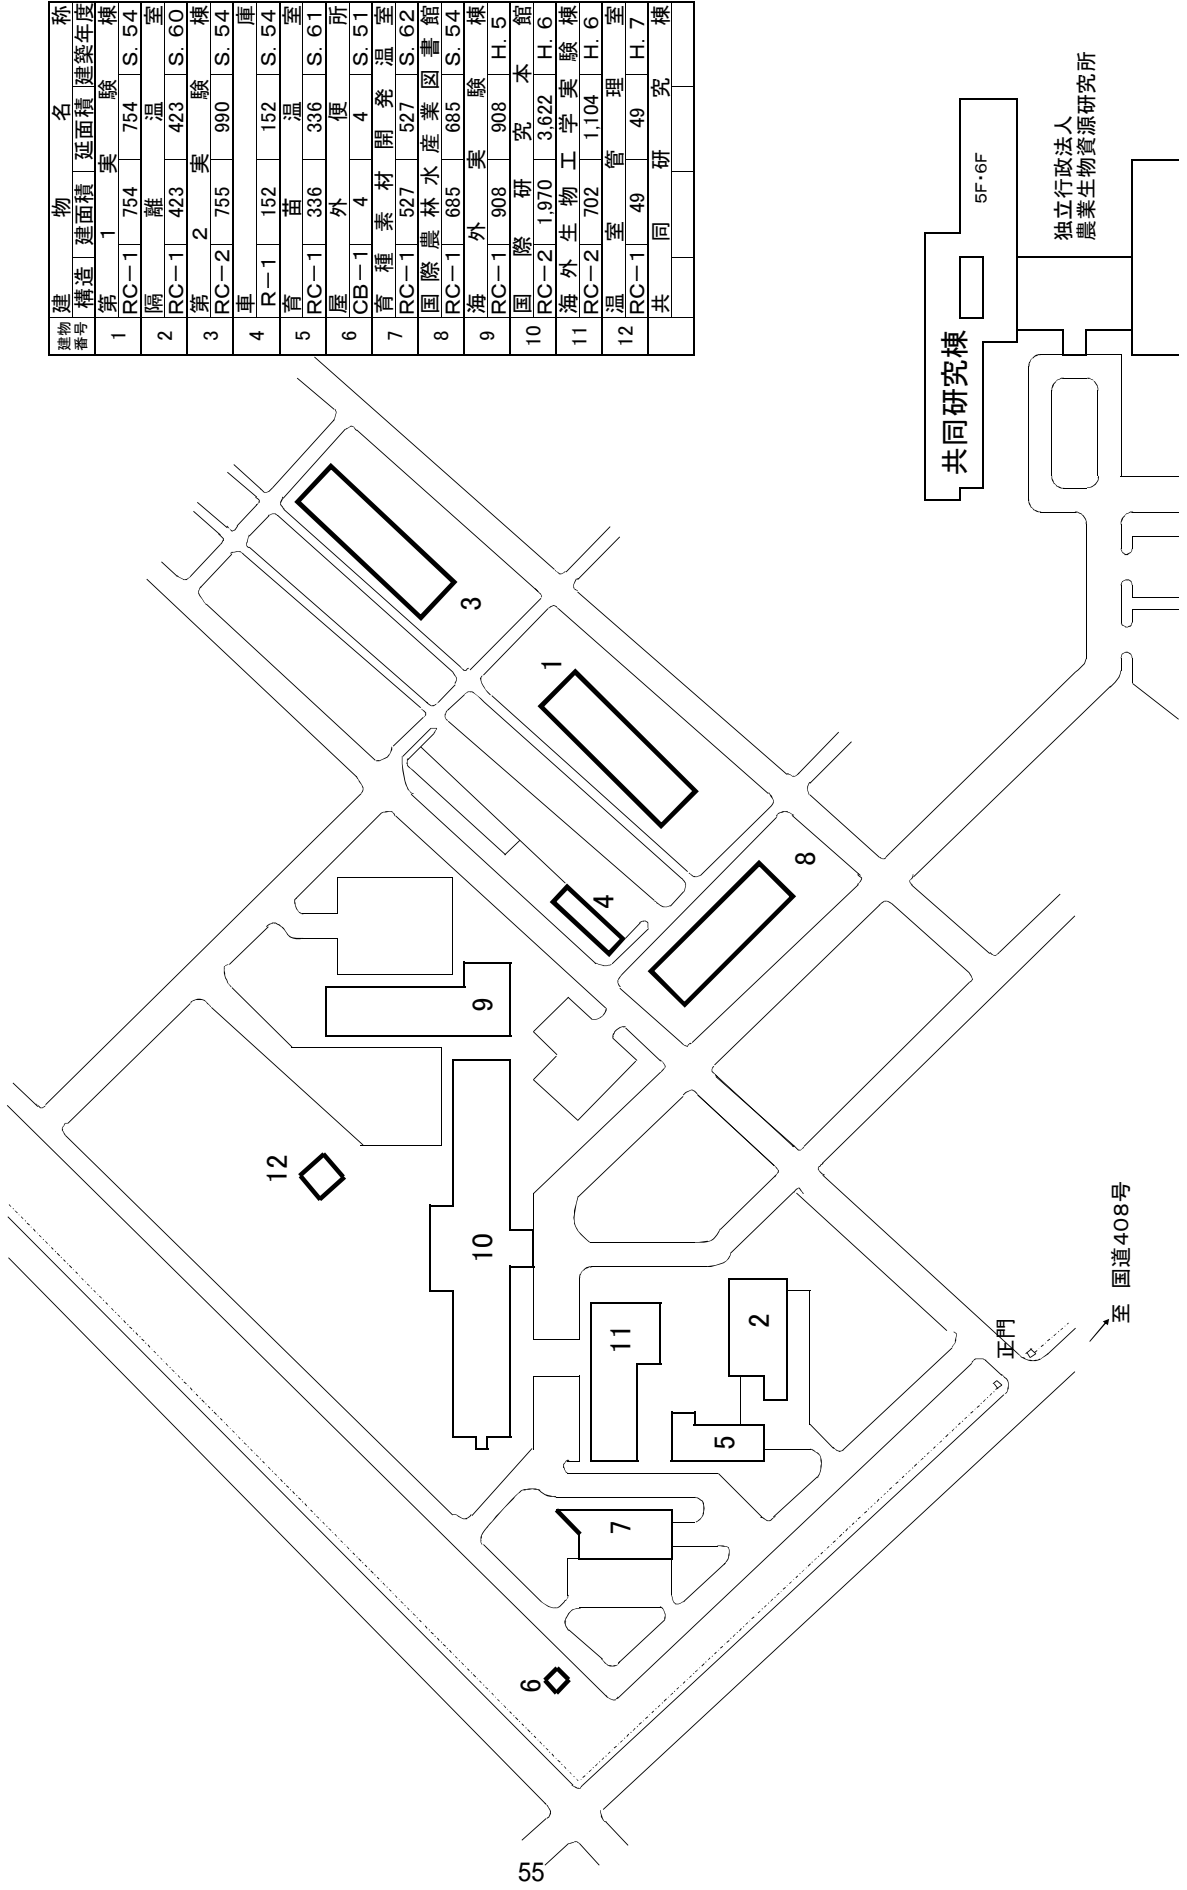 建物番号 建物名称
構造 建面積 延面積 建築年度
1 第1実験棟
RC-1 754 754 S. 54
2 隔離温室
RC-1 423 423 S. 60
3 第2実験棟
RC-2 755 990 S. 54
4 車庫
R-1 152 152 S. 54
5 育苗温室
RC-1 336 336 S. 61
6 屋外便所
CB-1 4 4 S. 51
7 育種素材開発温室
RC-1 527 527 S. 62
8 国際農林水産業図書館
RC-1 685 685 S. 54
9 海外実験棟
RC-1 908 908 H. 5
10 国際研究本館
RC-2 1,970 3,622 H. 6
11 海外生物工学実験棟
RC-2 702 1,104 H. 6
12 温室管理室
RC-1 49 49 H. 7
共同研究棟
3
1
4
8
9
12
10
11
2
5
7
6
共同研究棟
5F・6F
独立行政法人
農業生物資源研究所
正門
至 国道408号
55